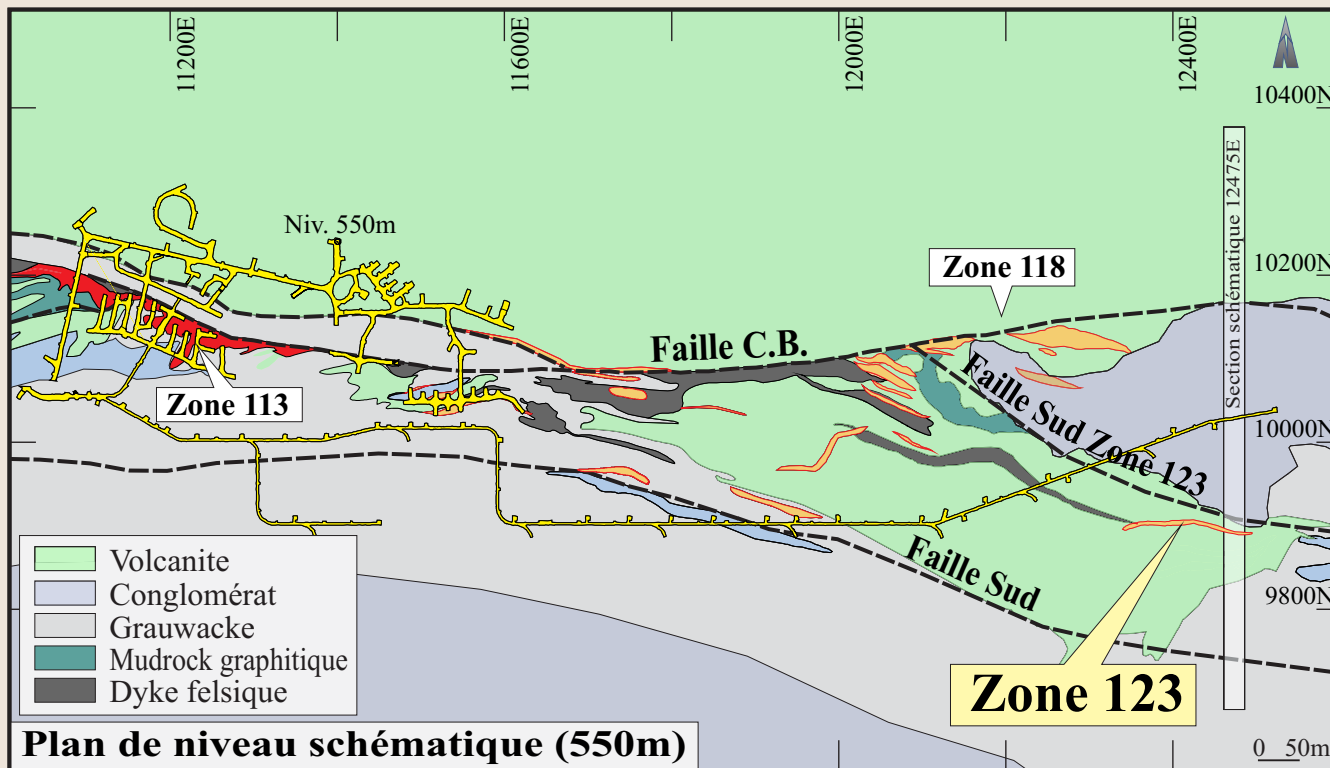 11200E
11600E
12000E
12400E
10400N
Section schématique 12475E
Niv. 550m
Zone 118
10200N
Faille C.B.
Zone 113
Faille Sud Zone 123
10000N
Faille Sud
Volcanite
Conglomérat
Grauwacke
Mudrock graphitique
Dyke felsique
9800N
Zone 123
Plan de niveau schématique (550m)
0 50m